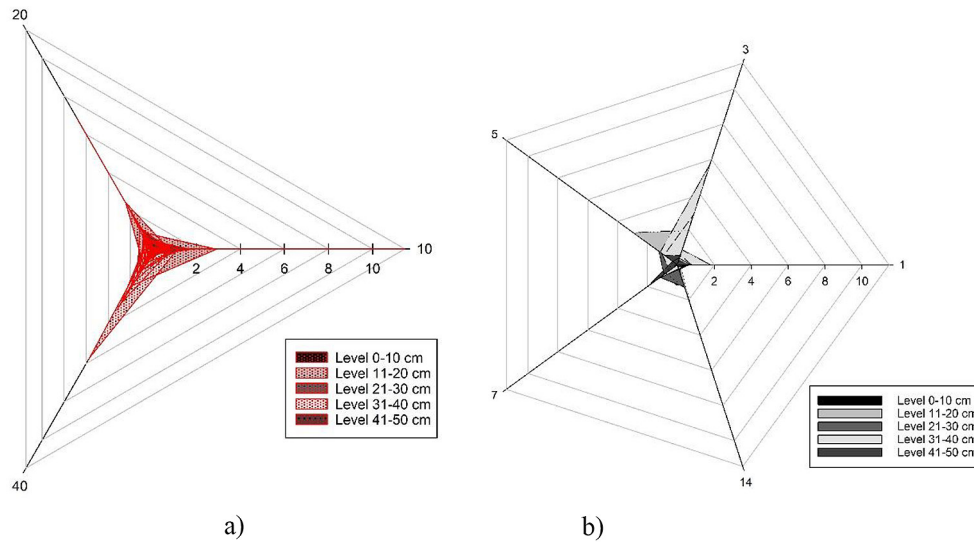 20
10
2 4 6 8 10
40
Level 0-10 cm
Level 11-20 cm
Level 21-30 cm
Level 31-40 cm
Level 41-50 cm
a)
3
5
1
2 4 6 8 10
7
14
Level 0-10 cm
Level 11-20 cm
Level 21-30 cm
Level 31-40 cm
Level 41-50 cm
b)